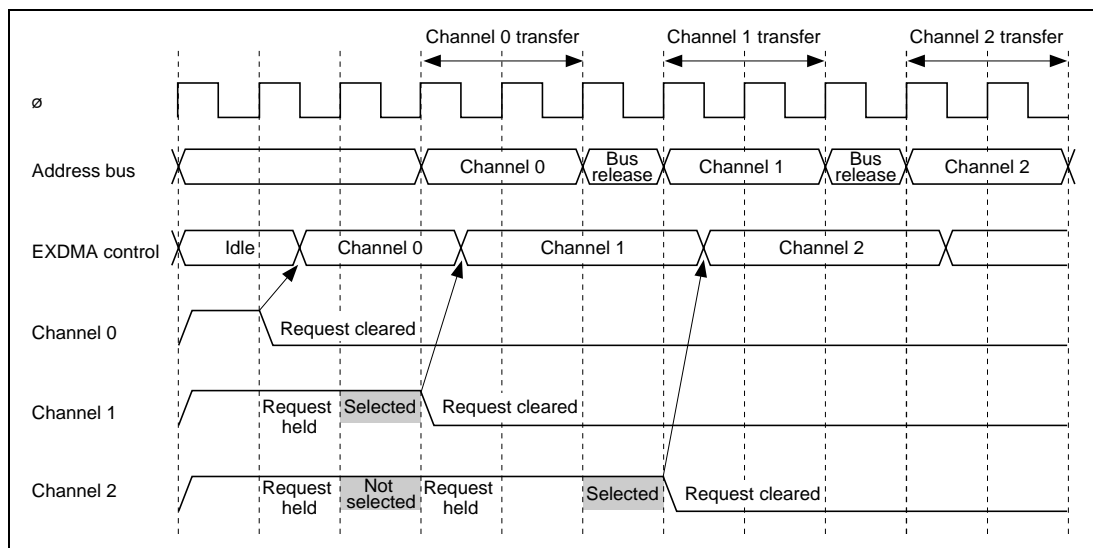 Channel 0 transfer Channel 1 transfer Channel 2 transfer
ø
Address bus Channel 0 Bus release Channel 1 Bus release Channel 2
EXDMA control Idle Channel 0 Channel 1 Channel 2
Channel 0 Request cleared
Channel 1 Request held Selected Request cleared
Channel 2 Request held Not selected Request held Selected Request cleared